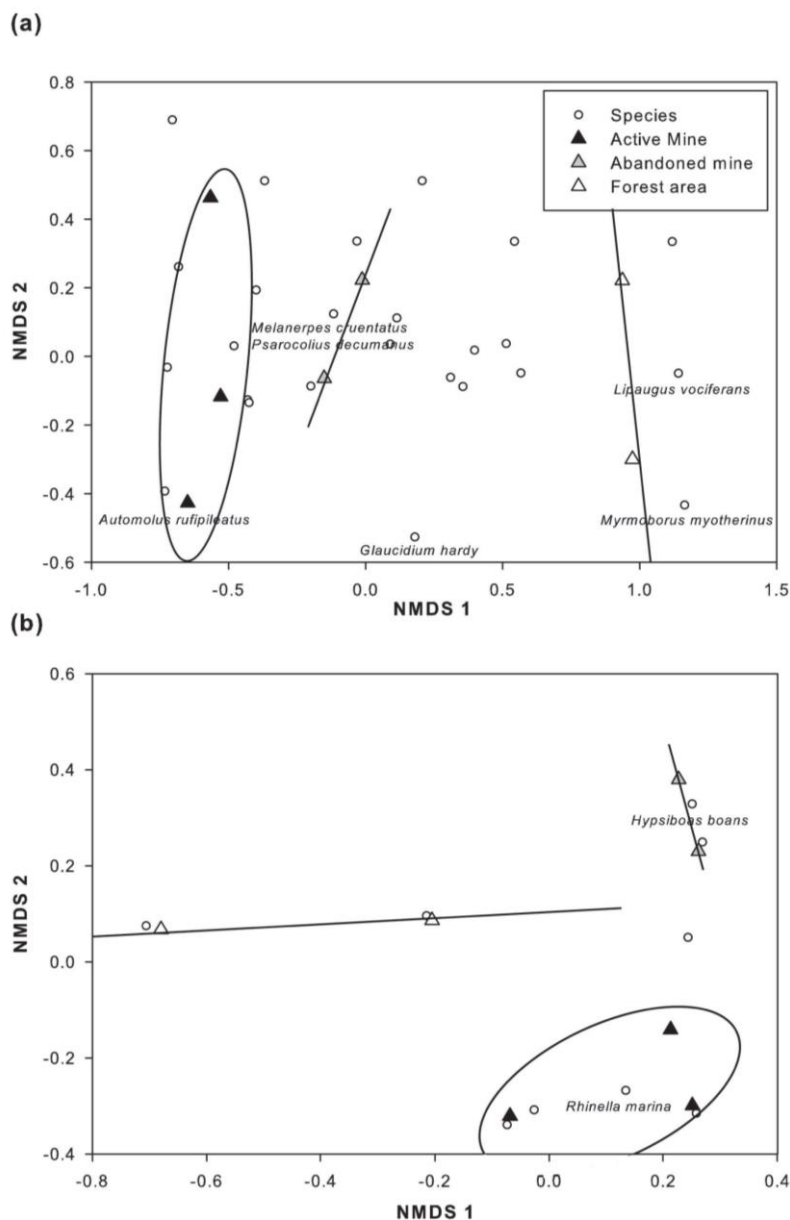 (a)
0.8
0.6
0.4
0.2
0.0
-0.2
-0.4
-0.6
NMDS 2
Species
Active Mine
Abandoned mine
Forest area
Melanerpes cruentatus
Psarocolius decumanus
Lipaugus vociferans
Automolus rufipileatus
Myrmoborus myotherinus
Glaucidium hardy
-1.0 -0.5 0.0 0.5 1.0 1.5
NMDS 1
(b)
0.6
0.4
0.2
0.0
-0.2
-0.4
NMDS 2
Hypsiboas boans
Rhinella marina
-0.8 -0.6 -0.4 -0.2 0.0 0.2 0.4
NMDS 1